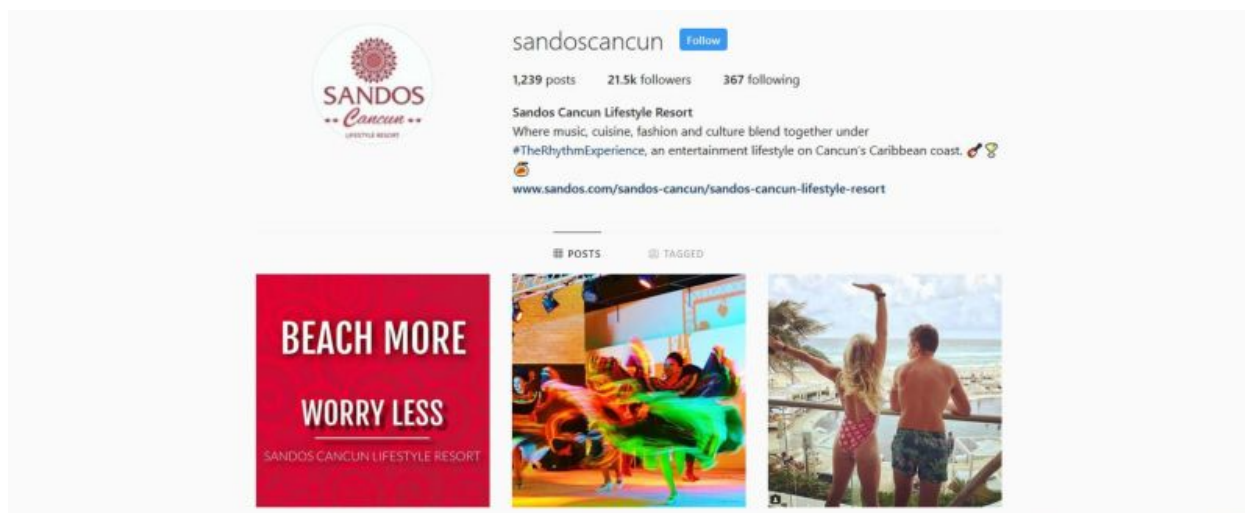 SANDOS
Cancun
LIFESTYLE RESORT
sandoscancun Follow
1,239 posts 21.5k followers 367 following
Sandos Cancun Lifestyle Resort
Where music, cuisine, fashion and culture blend together under
#TheRhythmExperience, an entertainment lifestyle on Cancun's Caribbean coast.
www.sandos.com/sandos-cancun/sandos-cancun-lifestyle-resort
POSTS TAGGED
BEACH MORE
WORRY LESS
SANDOS CANCUN LIFESTYLE RESORT